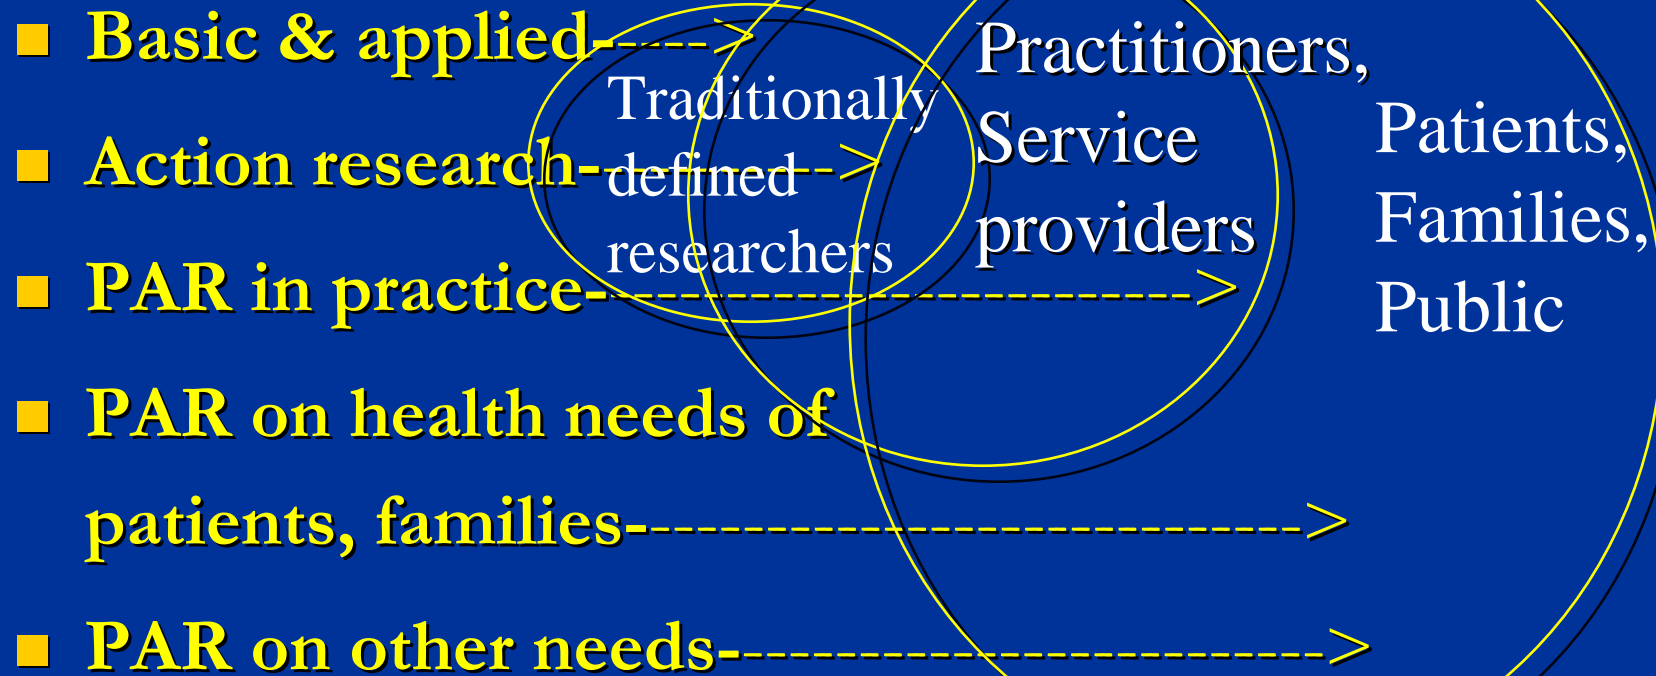 Basic & applied----->
Action research----------->
PAR in practice-------------------------->
PAR on health needs of
patients, families----------------------------->
PAR on other needs-------------------------->
Traditionally
defined
researchers
Practitioners,
Service
providers
Patients,
Families,
Public